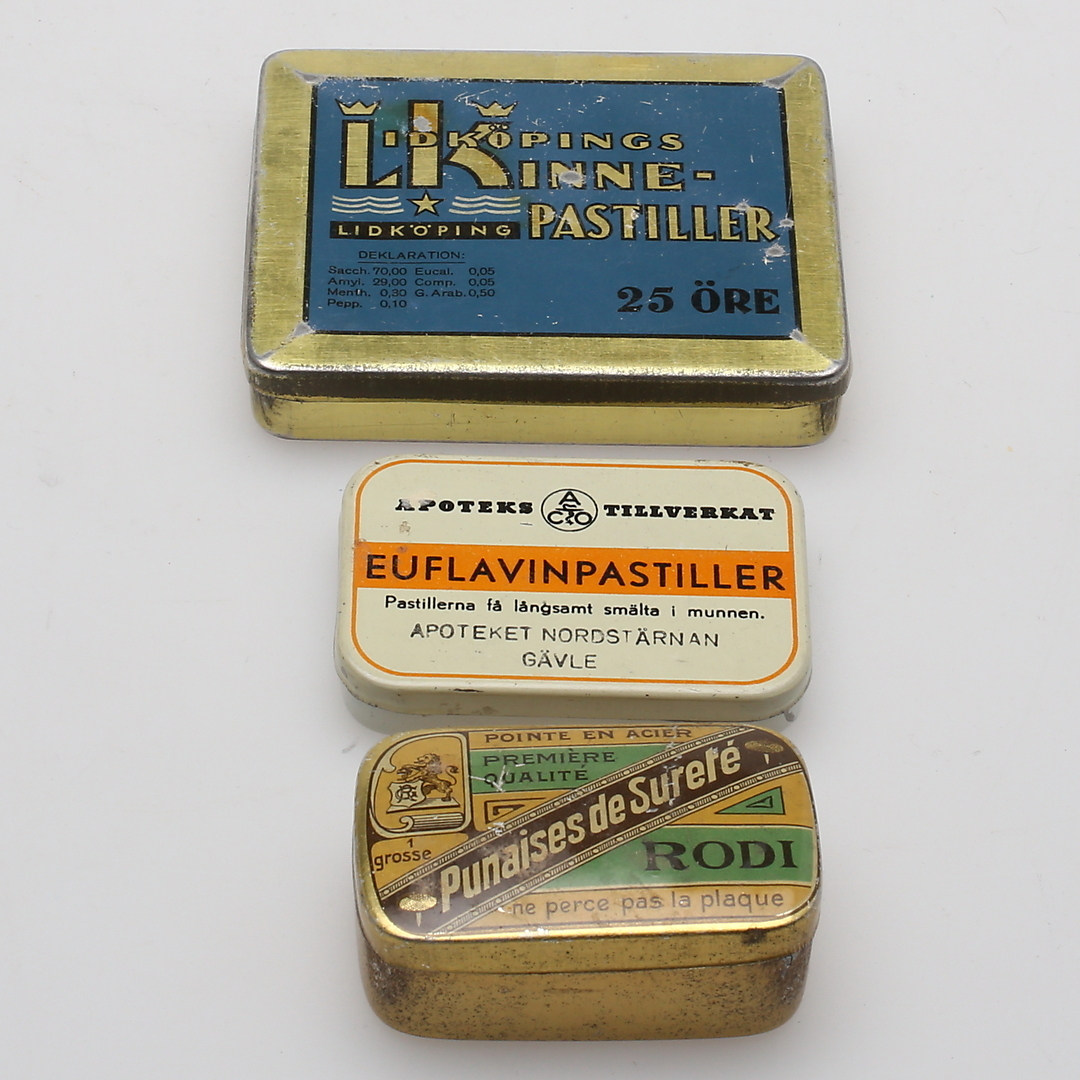 LIDKÖPINGS
LK INNE-
PASTILLER
LIDKÖPING
DEKLARATION:
Sacch. 70,00 Eucal. 0,05
Amyl. 29,00 Comp. 0,05
Menth. 0,30 G. Arab. 0,50
Pepp. 0,10
25 ÖRE
APOTEKS ACO TILLVERKAT
EUFLAVINPASTILLER
Pastillerna få långsamt smälta i munnen.
APOTEKET NORDSTÄRNAN
GÄVLE
POINTE EN ACIER
PREMIÈRE
QUALITÉ
Punaises de Sureté
1
grosse
RODI
ne perce pas la plaque